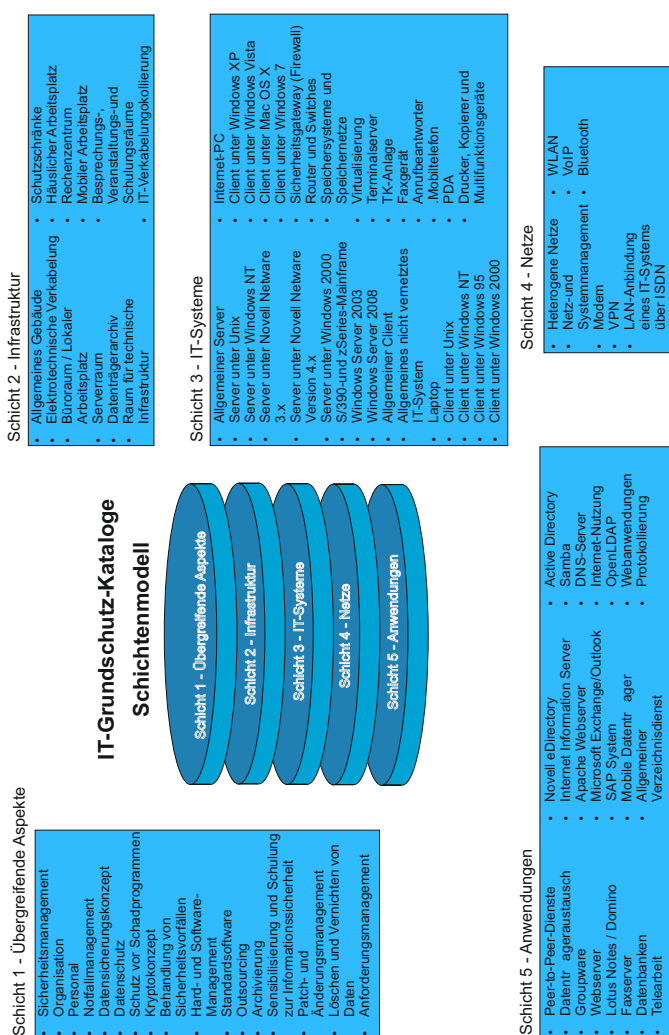 Schicht 1 - Übergreifende Aspekte
• Sicherheitsmanagement
• Organisation
• Personal
• Notfallmanagement
• Datensicherungskonzept
• Datenschutz
• Schutz vor Schadprogrammen
• Kryptokonzept
• Behandlung von
Sicherheitsvorfällen
• Hard- und Software-
Management
• Standardsoftware
• Outsourcing
• Archivierung
• Sensibilisierung und Schulung
zur Informationssicherheit
• Patch- und
Änderungsmanagement
• Löschen und Vernichten von
Daten
• Anforderungsmanagement
IT-Grundschutz-Kataloge
Schichtenmodell
Schicht 1 - Übergreifende Aspekte
Schicht 2 - Infrastruktur
Schicht 3 - IT-Systeme
Schicht 4 - Netze
Schicht 5 - Anwendungen
Schicht 2 - Infrastruktur
• Allgemeines Gebäude
• Elektrotechnische Verkabelung
• Büroraum / Lokaler
Arbeitsplatz
• Serverraum
• Datenträgerarchiv
• Raum für technische
Infrastruktur
• Schutzschränke
• Häuslicher Arbeitsplatz
• Rechenzentrum
• Mobiler Arbeitsplatz
• Besprechungs-,
Veranstaltungs-und
Schulungsräume
• IT-Verkabelungokollierung
Schicht 3 - IT-Systeme
• Allgemeiner Server
• Server unter Unix
• Server unter Windows NT
• Server unter Novell Netware
3.x
• Server unter Novell Netware
Version 4.x
• Server unter Windows 2000
• S/390-und zSeries-Mainframe
• Windows Server 2003
• Windows Server 2008
• Allgemeiner Client
• Allgemeines nicht vernetztes
IT-System
• Laptop
• Client unter Unix
• Client unter Windows NT
• Client unter Windows 95
• Client unter Windows 2000
• Internet-PC
• Client unter Windows XP
• Client unter Windows Vista
• Client unter Mac OS X
• Client unter Windows 7
• Sicherheitsgateway (Firewall)
• Router und Switches
• Speichersysteme und
Speichernetze
• Virtualisierung
• Terminalserver
• TK-Anlage
• Faxgerät
• Anrufbeantworter
• .Mobiltelefon
• PDA
• Drucker, Kopierer und
Multifunktionsgeräte
Schicht 5 - Anwendungen
• Peer-to-Peer-Dienste
• Datentr ageraustausch
• Groupware
• Webserver
• Lotus Notes / Domino
• Faxserver
• Datenbanken
• Telearbeit
• Novell eDirectory
• Internet Information Server
• Apache Webserver
• Microsoft Exchange/Outlook
• SAP System
• Mobile Datentr ager
• Allgemeiner
Verzeichnisdienst
• Active Directory
• Samba
• DNS-Server
• Internet-Nutzung
• OpenLDAP
• Webanwendungen
• Protokollierung
Schicht 4 - Netze
• Heterogene Netze
• Netz-und
Systemmanagement
• Modem
• VPN
• LAN-Anbindung
eines IT-Systems
über ISDN
• WLAN
• VoIP
• Bluetooth